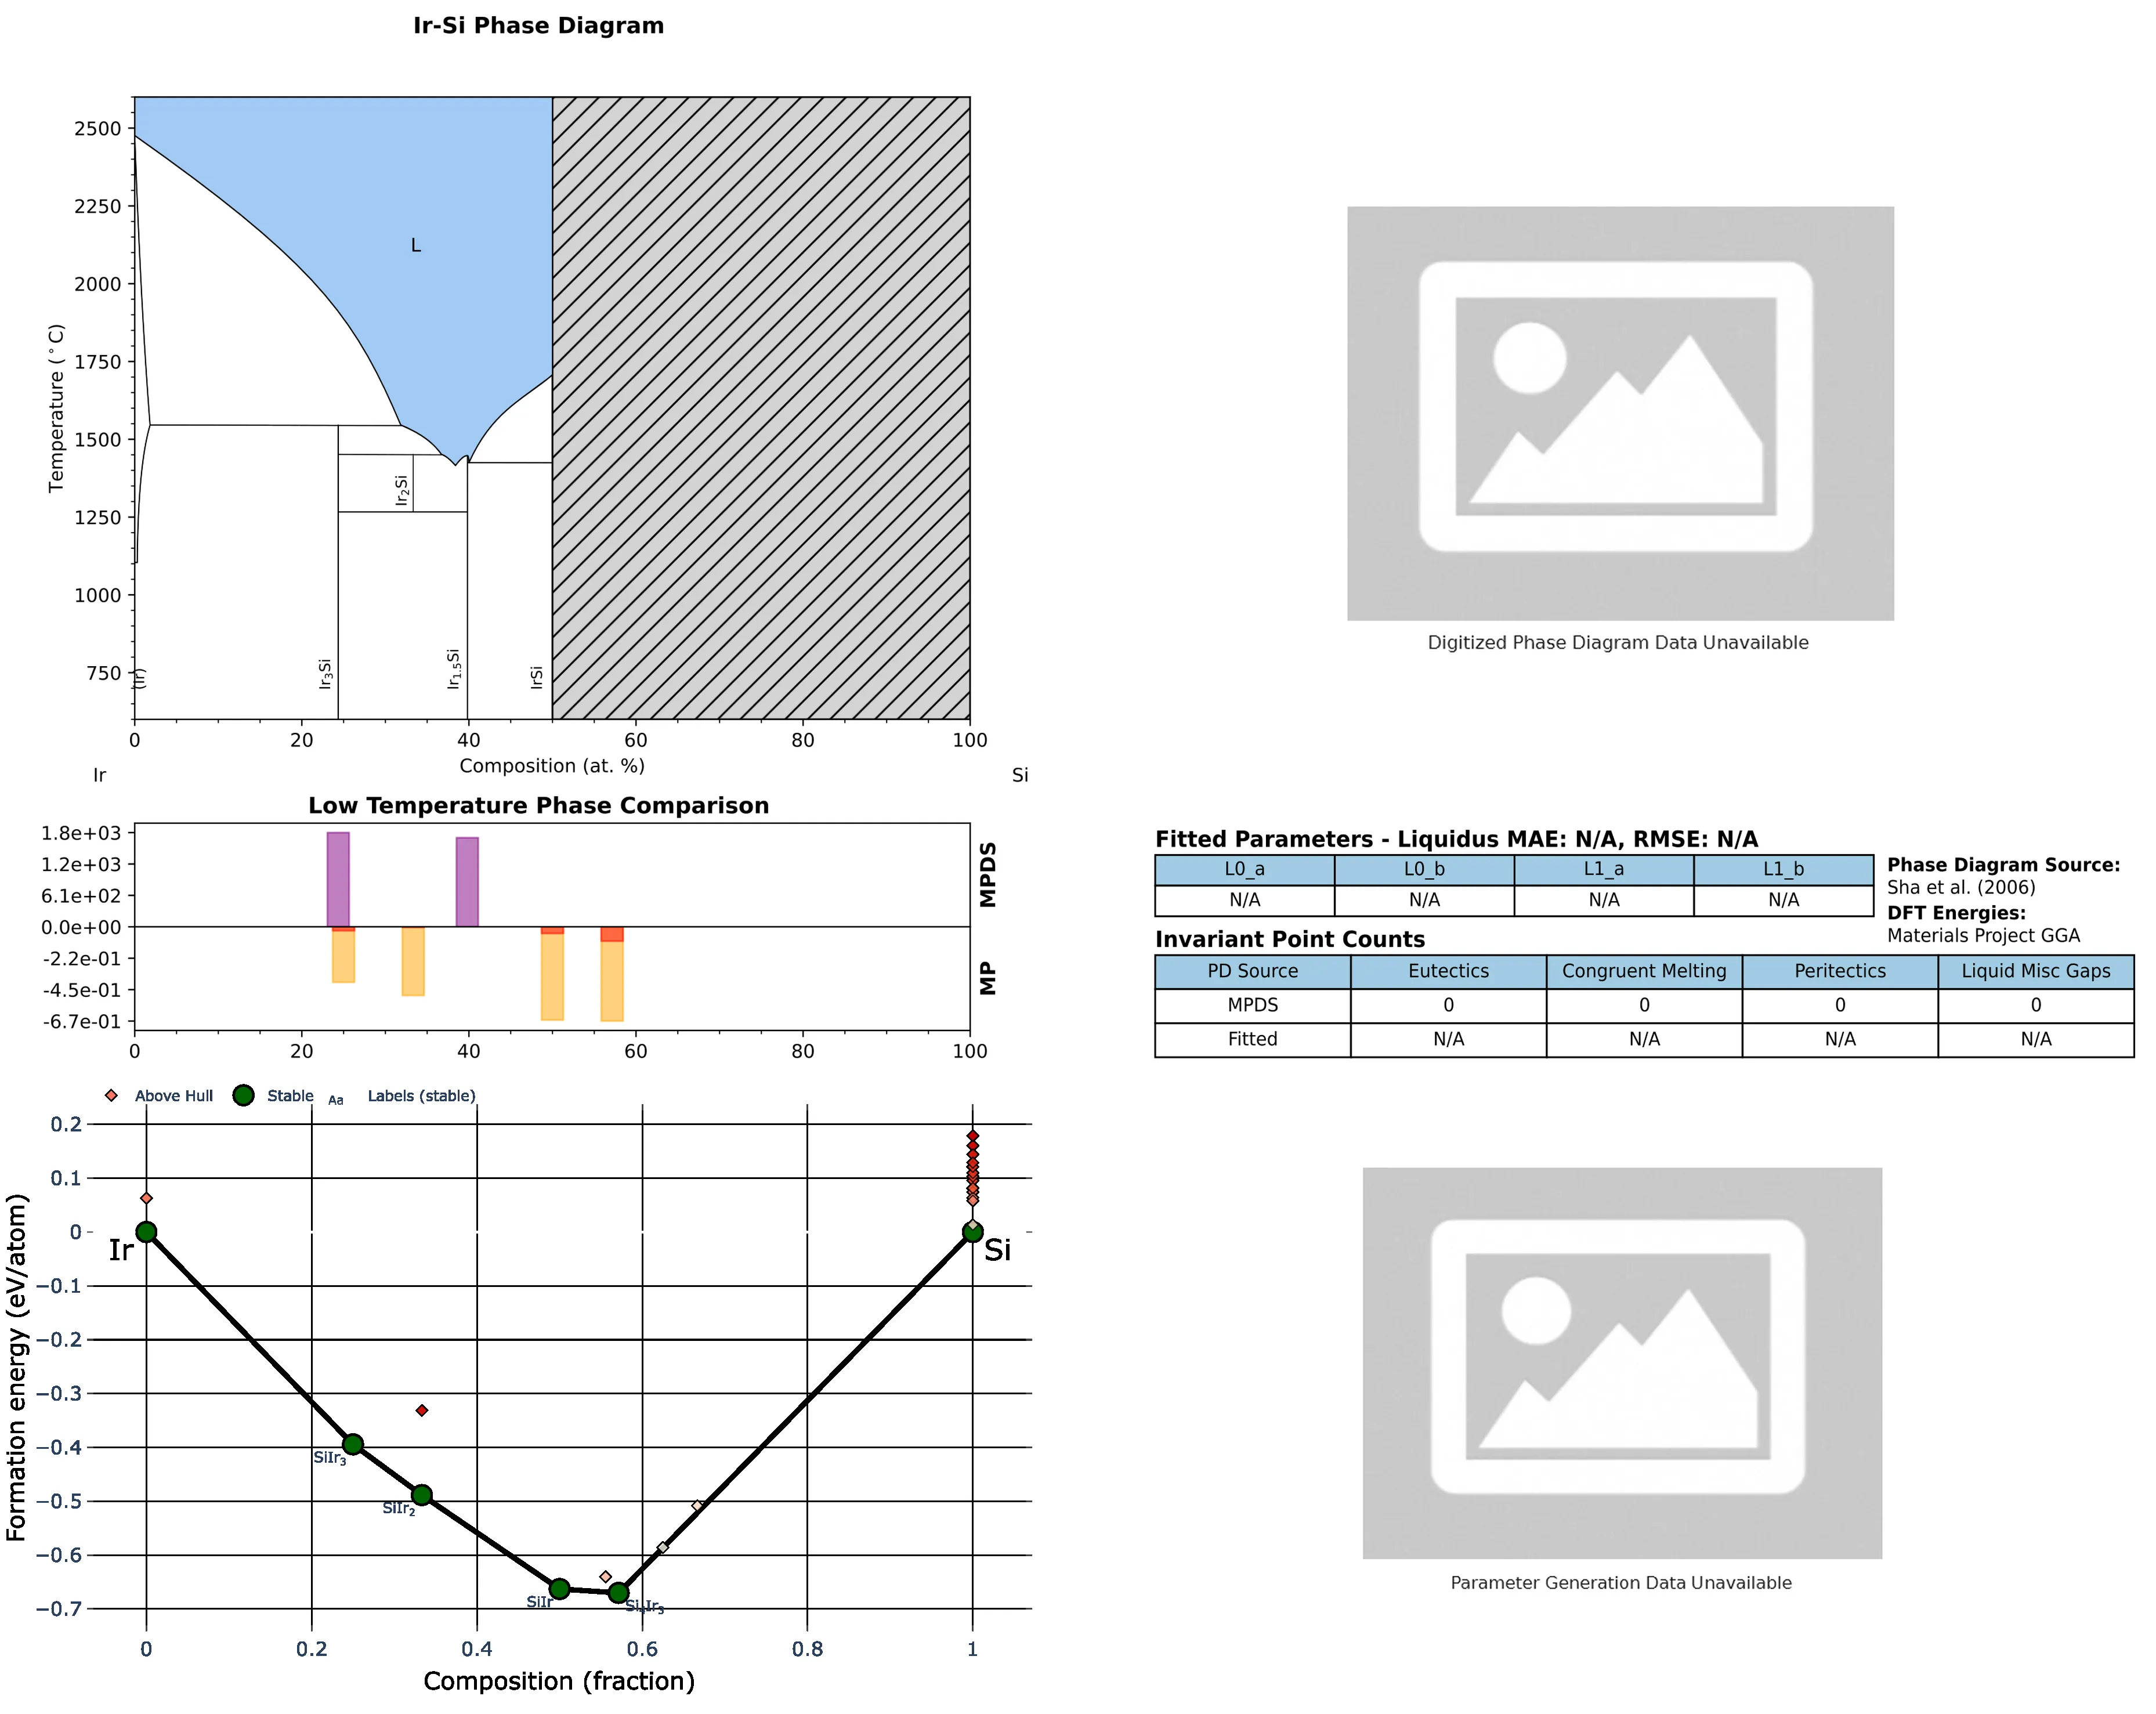 Ir-Si Phase Diagram
2500
2250
2000
1750
1500
1250
1000
750
Temperature (°C)
L
(Ir)
Ir₃Si
Ir₂Si
Ir₁.₅Si
IrSi
0 20 40 60 80 100
Composition (at. %)
Ir
Si
Digitized Phase Diagram Data Unavailable
Low Temperature Phase Comparison
1.8e+03
1.2e+03
6.1e+02
0.0e+00
-2.2e-01
-4.5e-01
-6.7e-01
MPDS
MP
0 20 40 60 80 100
Fitted Parameters - Liquidus MAE: N/A, RMSE: N/A
L0_a L0_b L1_a L1_b
N/A N/A N/A N/A
Phase Diagram Source:
Sha et al. (2006)
DFT Energies:
Materials Project GGA
Invariant Point Counts
PD Source Eutectics Congruent Melting Peritectics Liquid Misc Gaps
MPDS 0 0 0 0
Fitted N/A N/A N/A N/A
Above Hull Stable Aa Labels (stable)
0.2
0.1
0
−0.1
−0.2
−0.3
−0.4
−0.5
−0.6
−0.7
Formation energy (eV/atom)
Ir
Si
SiIr₃
SiIr₂
SiIr
Si₄Ir₃
0 0.2 0.4 0.6 0.8 1
Composition (fraction)
Parameter Generation Data Unavailable